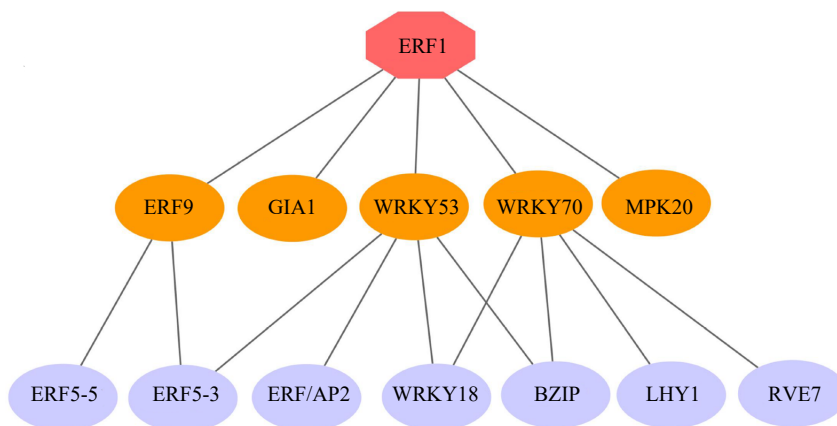 ERF1
ERF9
GIA1
WRKY53
WRKY70
MPK20
ERF5-5
ERF5-3
ERF/AP2
WRKY18
BZIP
LHY1
RVE7